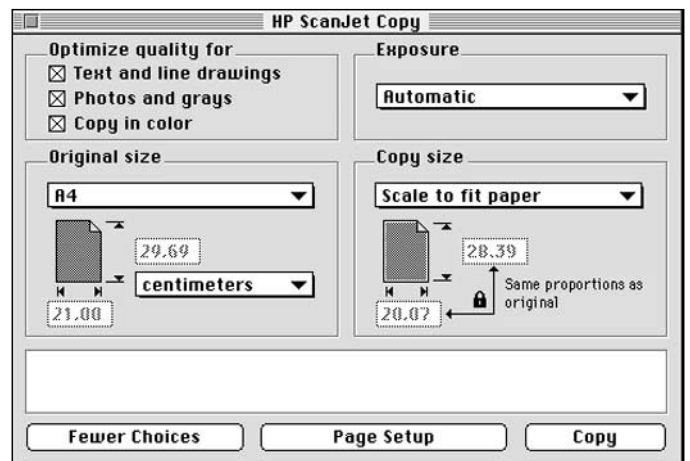 HP ScanJet Copy
Optimize quality for
Text and line drawings
Photos and grays
Copy in color
Exposure
Automatic
Original size
A4
29.69
centimeters
21.00
Copy size
Scale to fit paper
28.39
Same proportions as
original
20.07
Fewer Choices
Page Setup
Copy